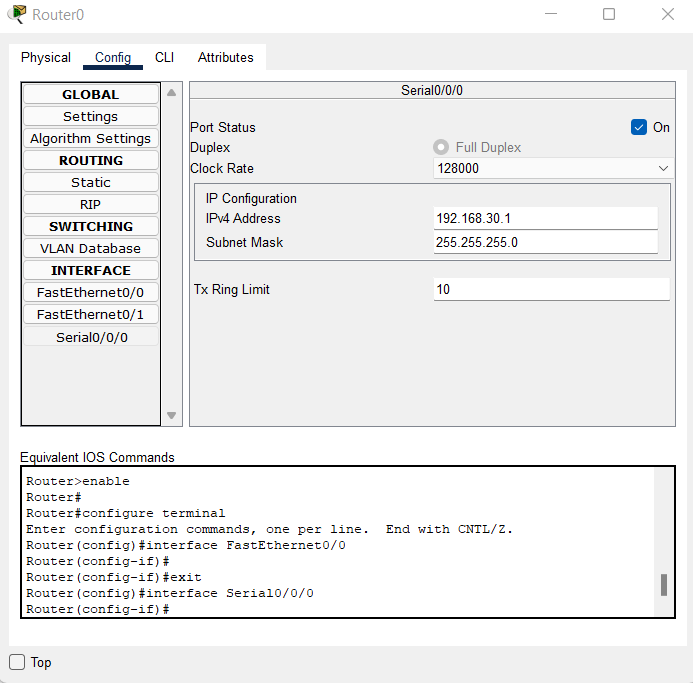 Router0
Physical Config CLI Attributes
GLOBAL
Settings
Algorithm Settings
ROUTING
Static
RIP
SWITCHING
VLAN Database
INTERFACE
FastEthernet0/0
FastEthernet0/1
Serial0/0/0
Serial0/0/0
Port Status On
Duplex Full Duplex
Clock Rate 128000
IP Configuration
IPv4 Address 192.168.30.1
Subnet Mask 255.255.255.0
Tx Ring Limit 10
Equivalent IOS Commands
Router>enable
Router#
Router#configure terminal
Enter configuration commands, one per line.  End with CNTL/Z.
Router(config)#interface FastEthernet0/0
Router(config-if)#
Router(config-if)#exit
Router(config)#interface Serial0/0/0
Router(config-if)#
Top